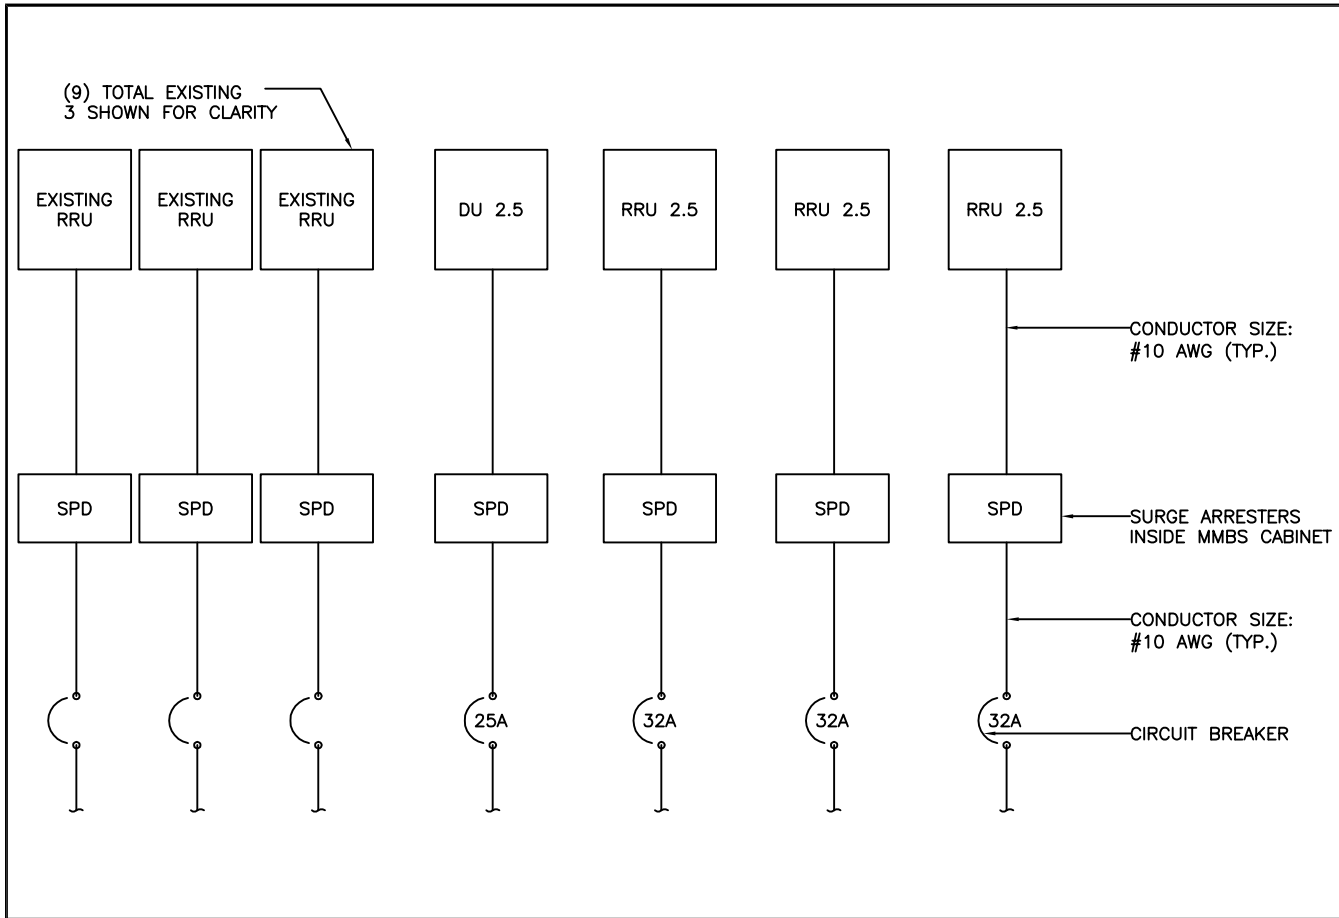 (9) TOTAL EXISTING
3 SHOWN FOR CLARITY
EXISTING
RRU
EXISTING
RRU
EXISTING
RRU
DU 2.5
RRU 2.5
RRU 2.5
RRU 2.5
CONDUCTOR SIZE:
#10 AWG (TYP.)
SPD
SPD
SPD
SPD
SPD
SPD
SPD
SURGE ARRESTERS
INSIDE MMBS CABINET
CONDUCTOR SIZE:
#10 AWG (TYP.)
25A
32A
32A
32A
CIRCUIT BREAKER